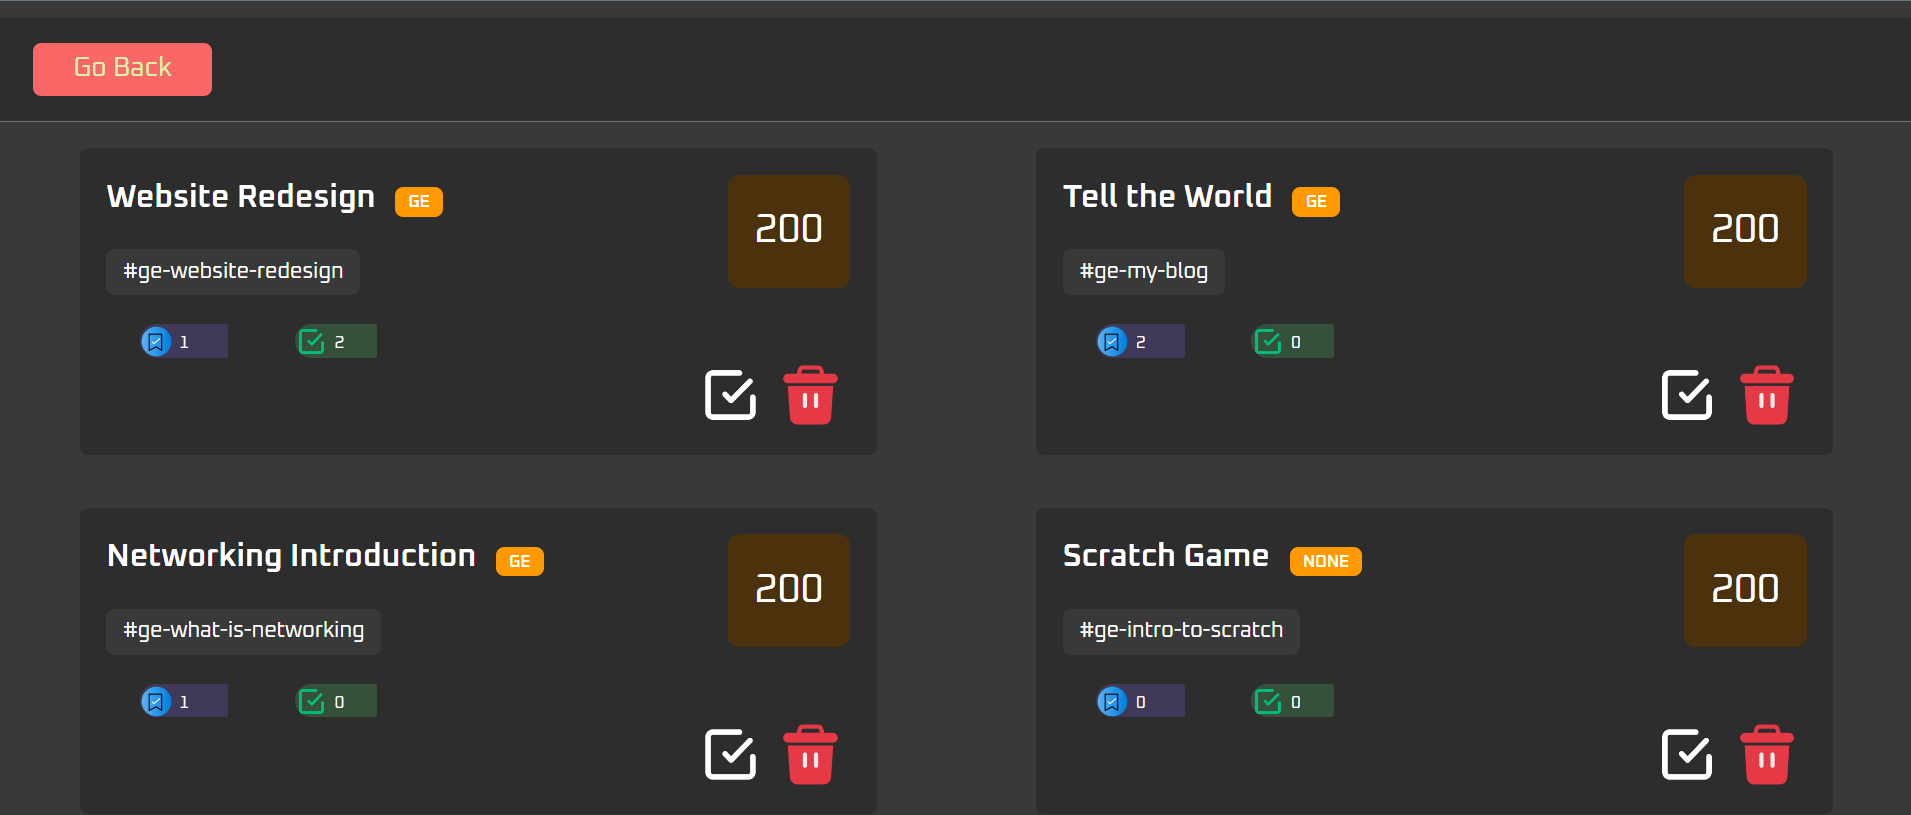 Go Back
Website Redesign GE
200
#ge-website-redesign
1 2
Tell the World GE
200
#ge-my-blog
2 0
Networking Introduction GE
200
#ge-what-is-networking
1 0
Scratch Game NONE
200
#ge-intro-to-scratch
0 0